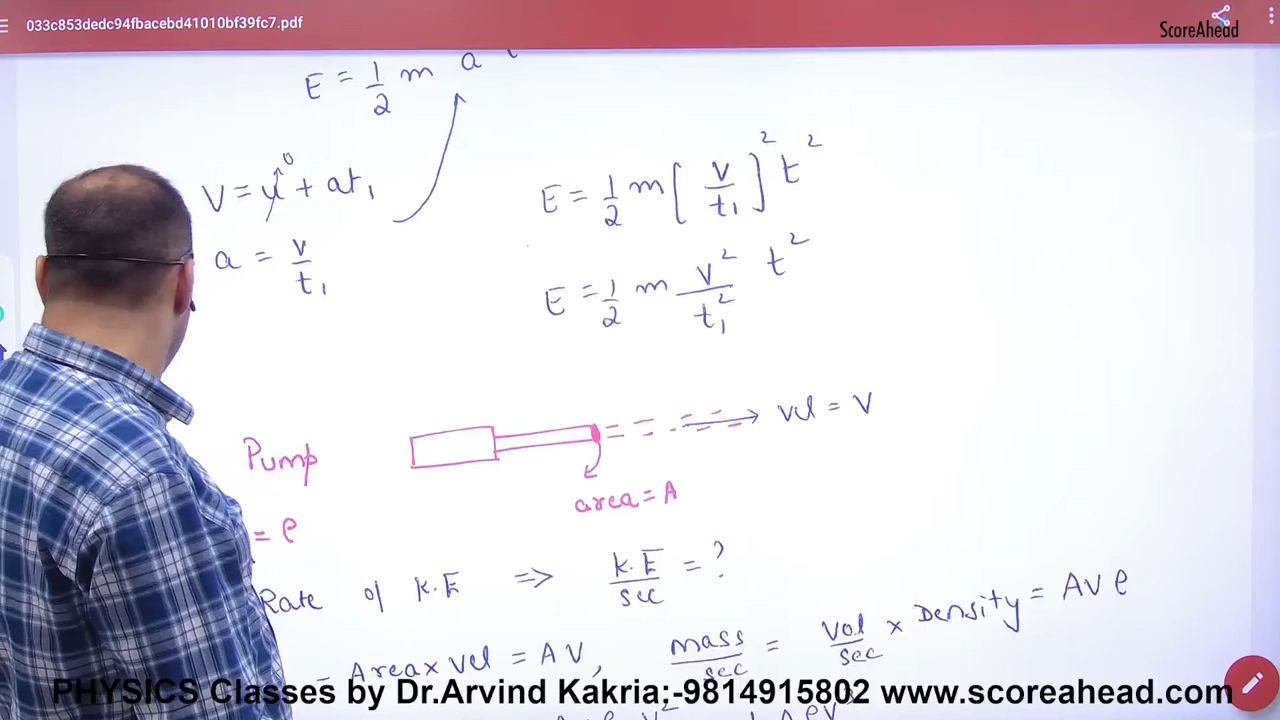 033c853dedc94fbacebd41010bf39fc7.pdf
ScoreAhead
E = 1/2 m a t
V = u⁰ + at₁
E = 1/2 m [v/t₁]² t²
a = v/t₁
E = 1/2 m v²/t₁² t²
Pump
vel = V
area = A
= ρ
Rate of K.E ⇒ K.E/sec = ?
= Area x vel = AV, mass/sec = Vol/sec × Density = AVρ
PHYSICS Classes by Dr.Arvind Kakria;-9814915802 www.scoreahead.com